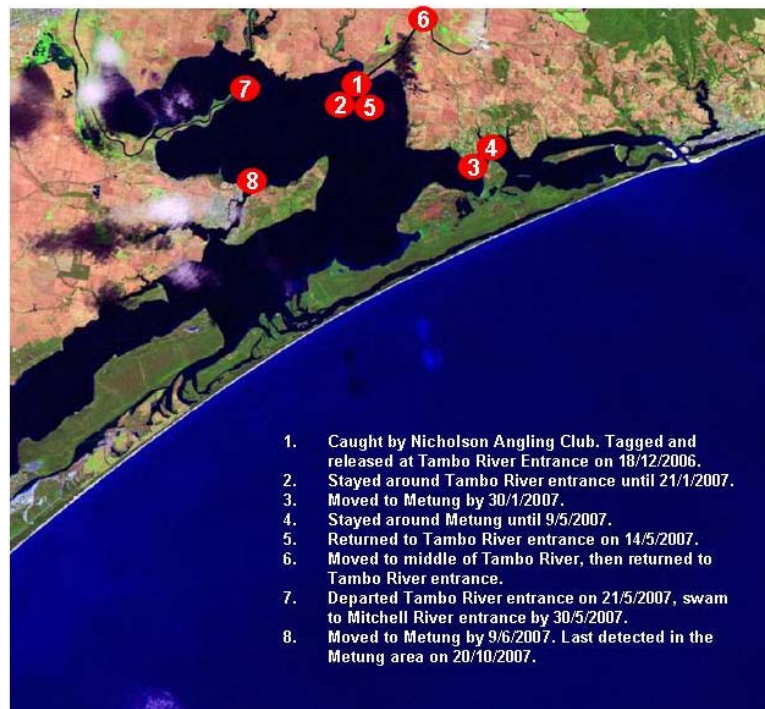 6
7
1
2
5
4
3
8
1. Caught by Nicholson Angling Club. Tagged and
released at Tambo River Entrance on 18/12/2006.
2. Stayed around Tambo River entrance until 21/1/2007.
3. Moved to Metung by 30/1/2007.
4. Stayed around Metung until 9/5/2007.
5. Returned to Tambo River entrance on 14/5/2007.
6. Moved to middle of Tambo River, then returned to
Tambo River entrance.
7. Departed Tambo River entrance on 21/5/2007, swam
to Mitchell River entrance by 30/5/2007.
8. Moved to Metung by 9/6/2007. Last detected in the
Metung area on 20/10/2007.